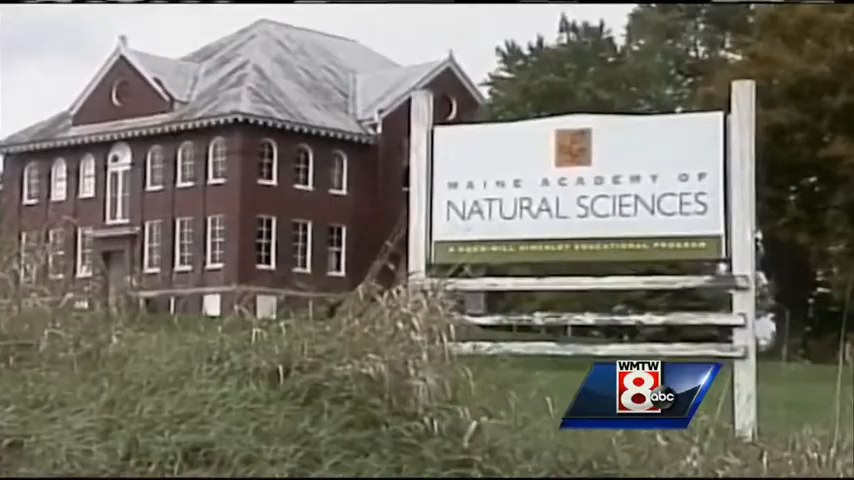 MAINE ACADEMY OF
NATURAL SCIENCES
A GOOD-WILL HINCKLEY EDUCATIONAL PROGRAM
WMTW
8
abc